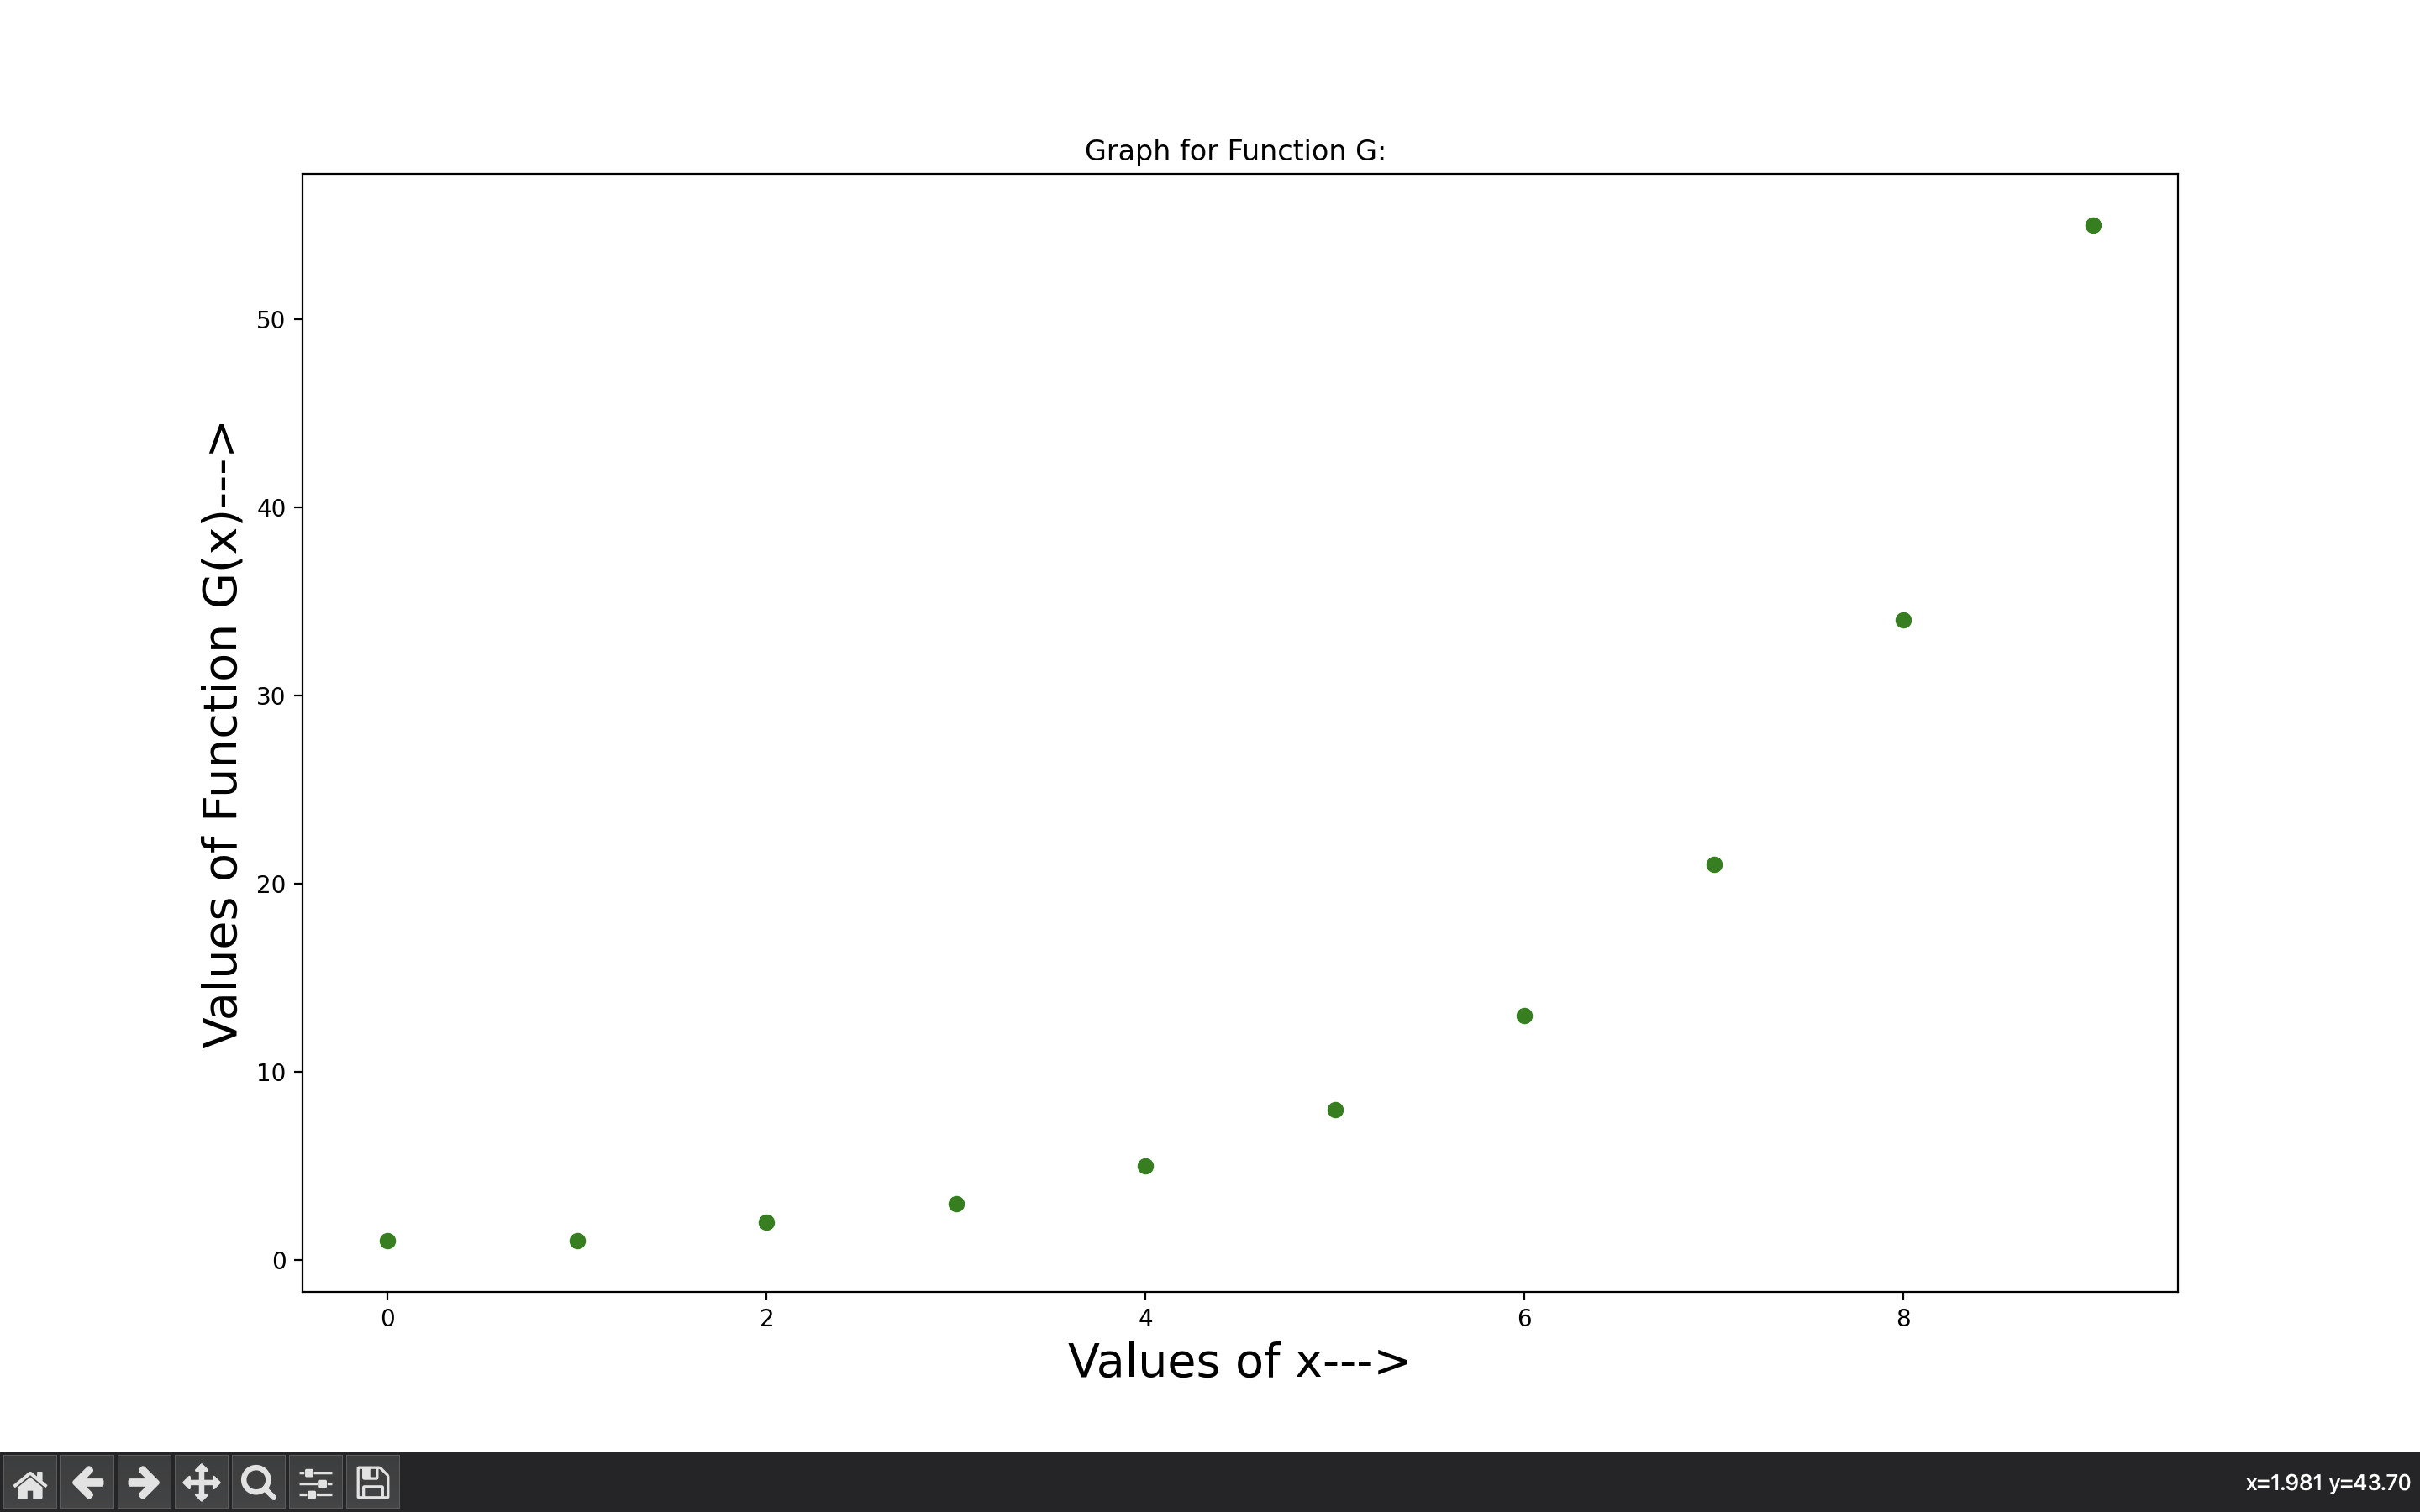 Graph for Function G:
Values of Function G(x)--->
50
40
30
20
10
0
0 2 4 6 8
Values of x--->
x=1.981 y=43.70